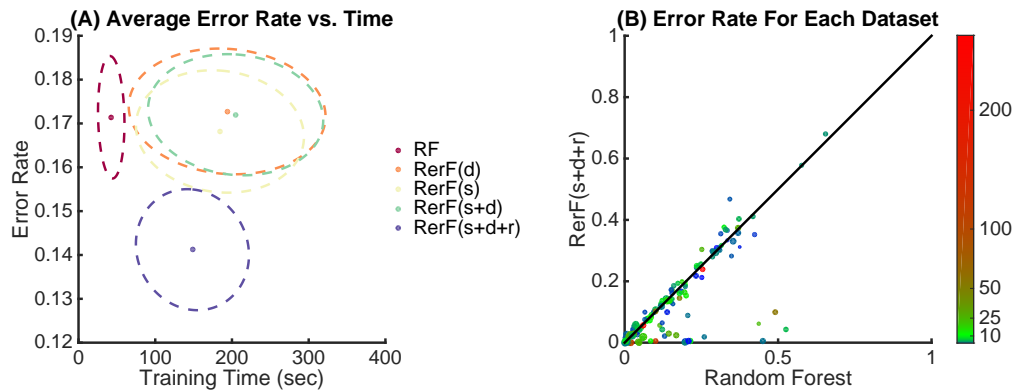 (A) Average Error Rate vs. Time
0.19
0.18
0.17
0.16
0.15
0.14
0.13
0.12
Error Rate
0
100
200
300
400
Training Time (sec)
RF
RerF(d)
RerF(s)
RerF(s+d)
RerF(s+d+r)
(B) Error Rate For Each Dataset
1
0.8
0.6
0.4
0.2
0
RerF(s+d+r)
0
0.5
1
Random Forest
200
100
50
25
10